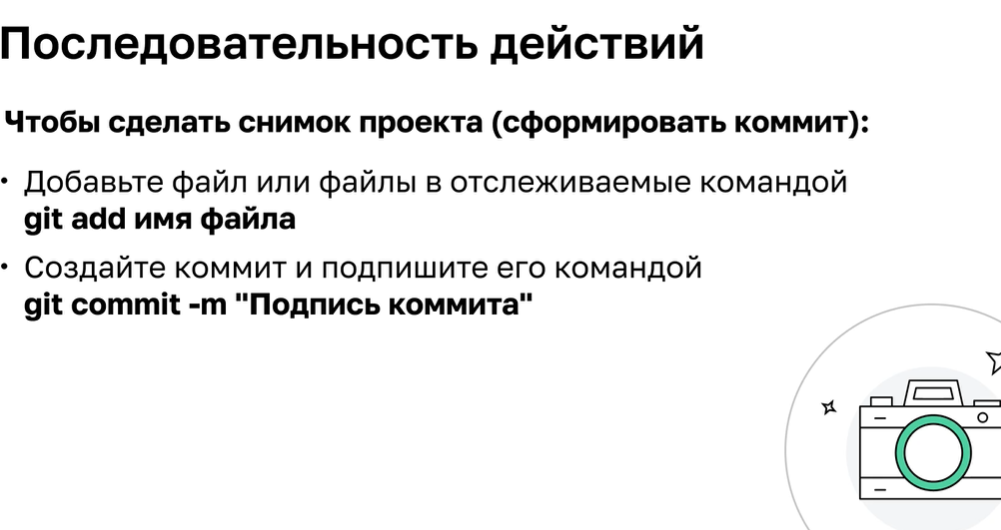 Последовательность действий
Чтобы сделать снимок проекта (сформировать коммит):
• Добавьте файл или файлы в отслеживаемые командой
git add имя файла
• Создайте коммит и подпишите его командой
git commit -m "Подпись коммита"